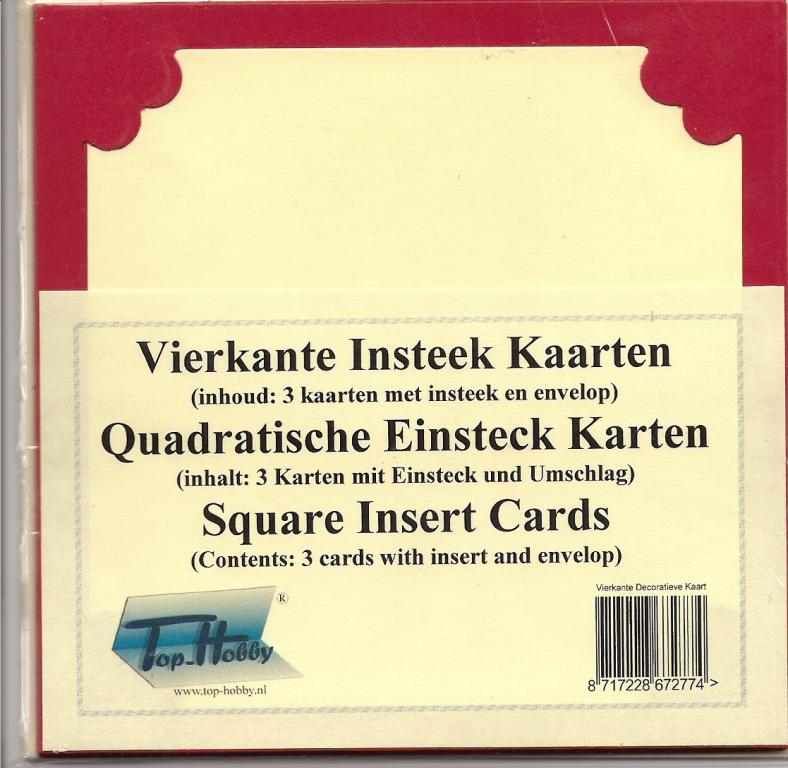 Vierkante Insteek Kaarten
(inhoud: 3 kaarten met insteek en envelop)
Quadratische Einsteck Karten
(inhalt: 3 Karten mit Einsteck und Umschlag)
Square Insert Cards
(Contents: 3 cards with insert and envelop)
Top-Hobby ®
www.top-hobby.nl
Vierkante Decoratieve Kaart
8 717228 672774 >